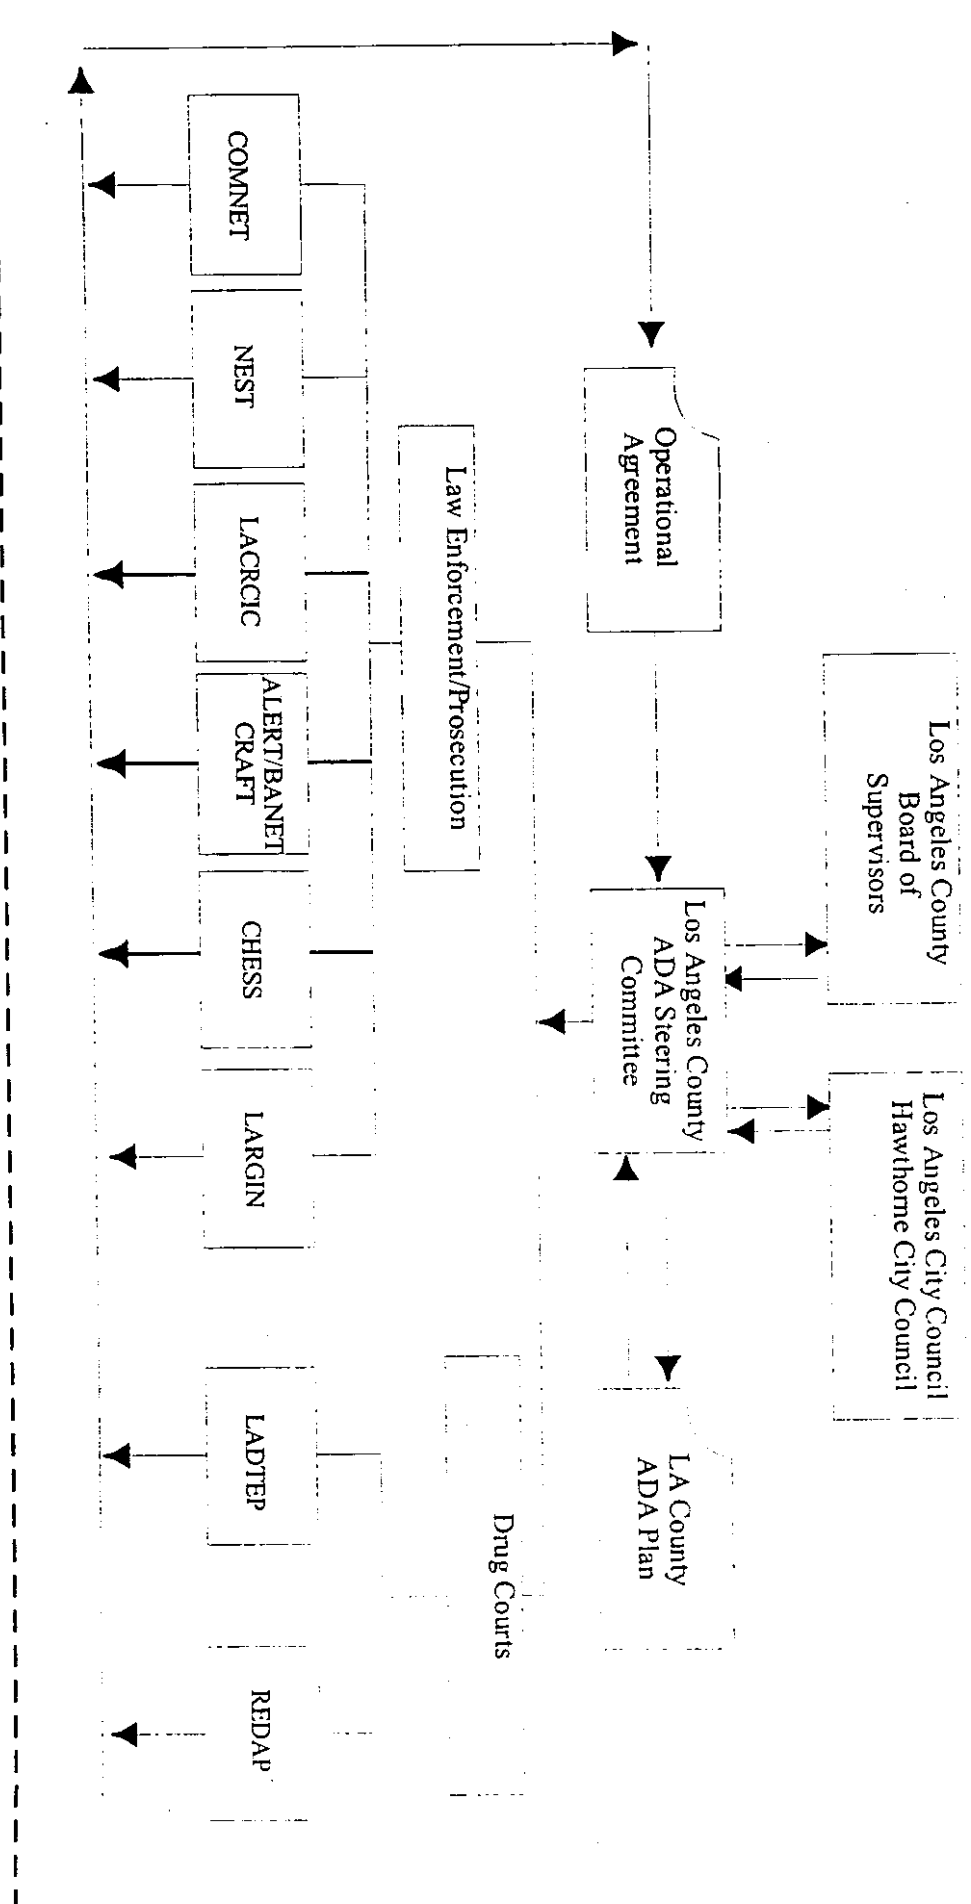 Los Angeles County
Board of
Supervisors
Los Angeles City Council
Hawthorne City Council
Operational
Agreement
Los Angeles County
ADA Steering
Committee
LA County
ADA Plan
Law Enforcement/Prosecution
Drug Courts
COMNET
NEST
LACRCIC
ALERT/BANET
CRAFT
CHESS
LARGIN
LADTEP
REDAP